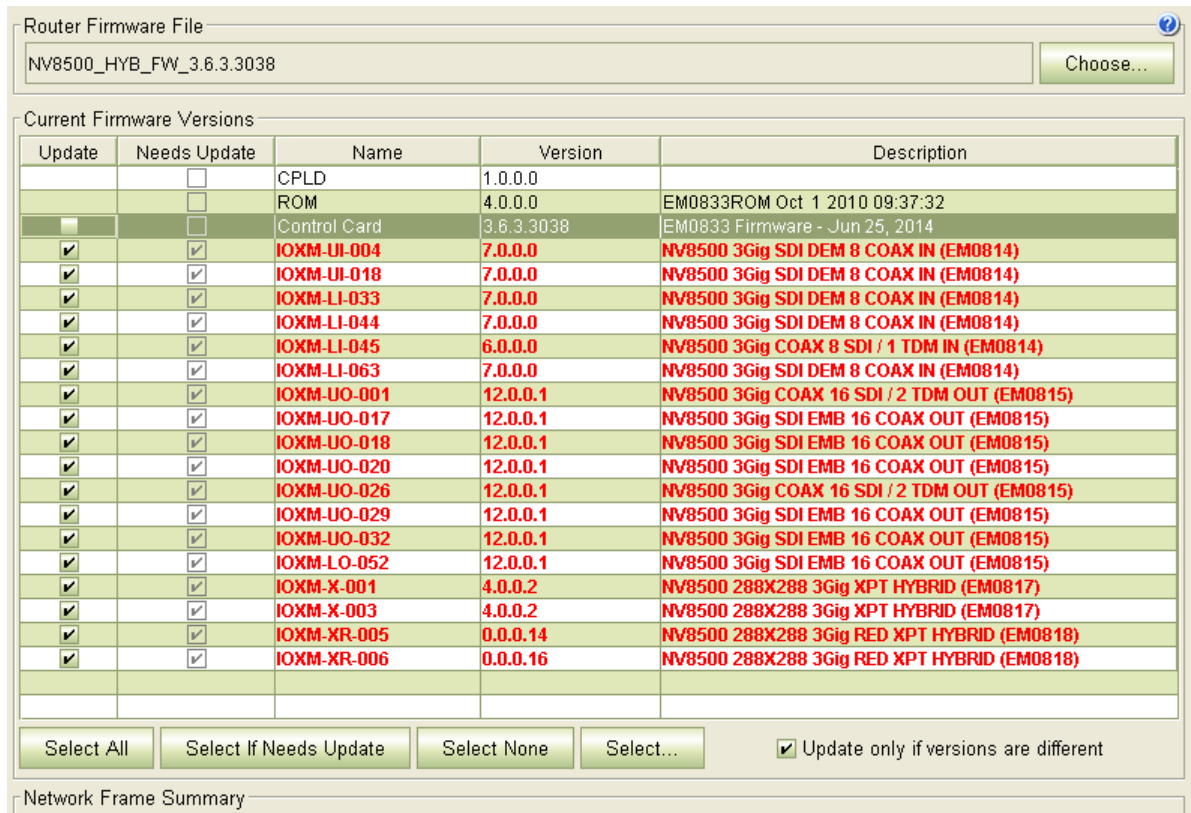 Router Firmware File
NV8500_HYB_FW_3.6.3.3038 Choose...
Current Firmware Versions
Update Needs Update Name Version Description
CPLD 1.0.0.0
ROM 4.0.0.0 EM0833ROM Oct 1 2010 09:37:32
Control Card 3.6.3.3038 EM0833 Firmware - Jun 25, 2014
IOXM-UI-004 7.0.0.0 NV8500 3Gig SDI DEM 8 COAX IN (EM0814)
IOXM-UI-018 7.0.0.0 NV8500 3Gig SDI DEM 8 COAX IN (EM0814)
IOXM-LI-033 7.0.0.0 NV8500 3Gig SDI DEM 8 COAX IN (EM0814)
IOXM-LI-044 7.0.0.0 NV8500 3Gig SDI DEM 8 COAX IN (EM0814)
IOXM-LI-045 6.0.0.0 NV8500 3Gig COAX 8 SDI / 1 TDM IN (EM0814)
IOXM-LI-063 7.0.0.0 NV8500 3Gig SDI DEM 8 COAX IN (EM0814)
IOXM-UO-001 12.0.0.1 NV8500 3Gig COAX 16 SDI / 2 TDM OUT (EM0815)
IOXM-UO-017 12.0.0.1 NV8500 3Gig SDI EMB 16 COAX OUT (EM0815)
IOXM-UO-018 12.0.0.1 NV8500 3Gig SDI EMB 16 COAX OUT (EM0815)
IOXM-UO-020 12.0.0.1 NV8500 3Gig SDI EMB 16 COAX OUT (EM0815)
IOXM-UO-026 12.0.0.1 NV8500 3Gig COAX 16 SDI / 2 TDM OUT (EM0815)
IOXM-UO-029 12.0.0.1 NV8500 3Gig SDI EMB 16 COAX OUT (EM0815)
IOXM-UO-032 12.0.0.1 NV8500 3Gig SDI EMB 16 COAX OUT (EM0815)
IOXM-LO-052 12.0.0.1 NV8500 3Gig SDI EMB 16 COAX OUT (EM0815)
IOXM-X-001 4.0.0.2 NV8500 288X288 3Gig XPT HYBRID (EM0817)
IOXM-X-003 4.0.0.2 NV8500 288X288 3Gig XPT HYBRID (EM0817)
IOXM-XR-005 0.0.0.14 NV8500 288X288 3Gig RED XPT HYBRID (EM0818)
IOXM-XR-006 0.0.0.16 NV8500 288X288 3Gig RED XPT HYBRID (EM0818)
Select All Select If Needs Update Select None Select... Update only if versions are different
Network Frame Summary